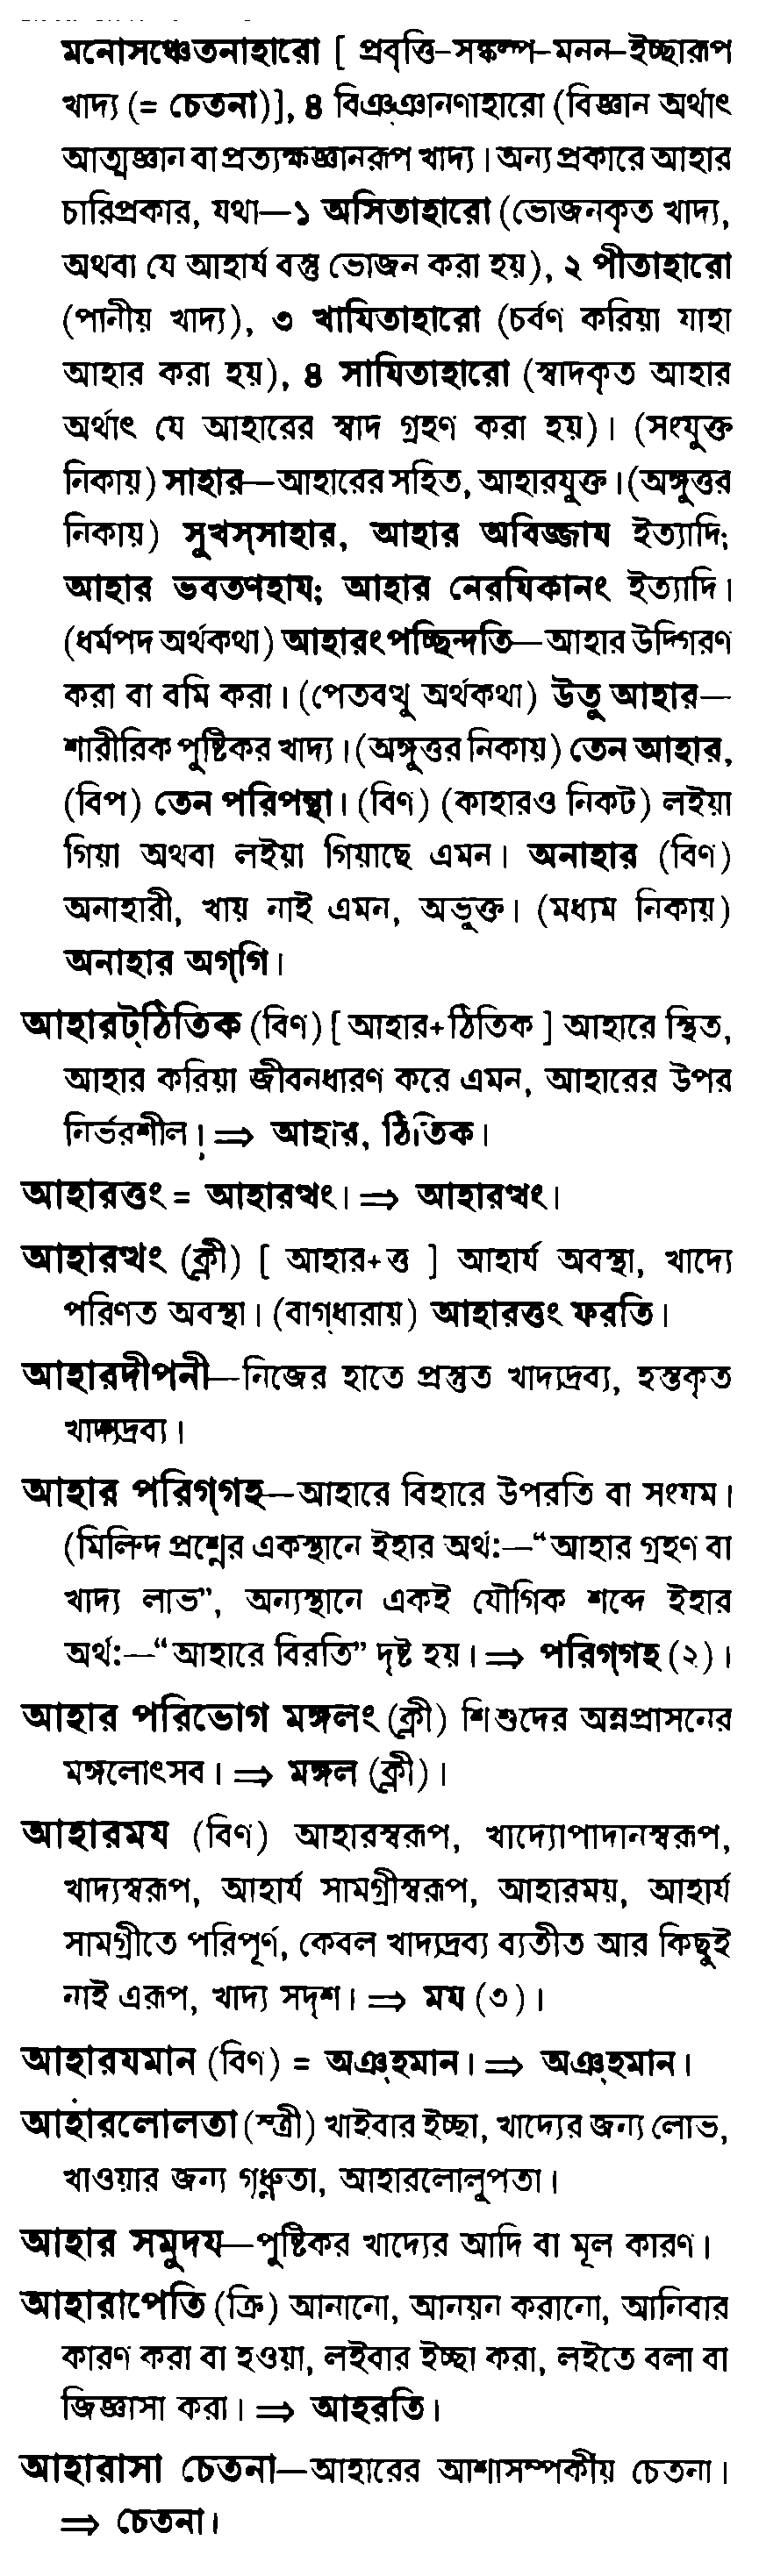 মনোসঞ্চেতনাহারো [ প্রবৃত্তি-সঙ্কল্প-মনন-ইচ্ছারূপ
খাদ্য (= চেতনা)], ৪ বিঞঞানণাহারো (বিজ্ঞান অর্থাৎ
আত্মজ্ঞান বা প্রত্যক্ষজ্ঞানরূপ খাদ্য। অন্য প্রকারে আহার
চারিপ্রকার, যথা—১ অসিতাহারো (ভোজনকৃত খাদ্য,
অথবা যে আহার্য বস্তু ভোজন করা হয়), ২ পীতাহারো
(পানীয় খাদ্য), ৩ খাযিতাহারো (চর্বণ করিয়া যাহা
আহার করা হয়), ৪ সাযিতাহারো (স্বাদকৃত আহার
অর্থাৎ যে আহারের স্বাদ গ্রহণ করা হয়)। (সংযুক্ত
নিকায়) সাহার—আহারের সহিত, আহারযুক্ত। (অঙ্গুত্তর
নিকায়) সুখস্সাহার, আহার অবিজ্জায ইত্যাদি;
আহার ভবতণহায; আহার নেরযিকানং ইত্যাদি।
(ধর্মপদ অর্থকথা) আহারং পচ্ছিন্দতি—আহার উদ্গিরণ
করা বা বমি করা। (পেতবত্থু অর্থকথা) উতু আহার—
শারীরিক পুষ্টিকর খাদ্য। (অঙ্গুত্তর নিকায়) তেন আহার,
(বিপ) তেন পরিপন্থা। (বিণ) (কাহারও নিকট) লইয়া
গিয়া অথবা লইয়া গিয়াছে এমন। অনাহার (বিণ)
অনাহারী, খায় নাই এমন, অভুক্ত। (মধ্যম নিকায়)
অনাহার অগ্গি।
আহারট্ঠিতিক (বিণ) [ আহার+ঠিতিক ] আহারে স্থিত,
আহার করিয়া জীবনধারণ করে এমন, আহারের উপর
নির্ভরশীল। ⇒ আহার, ঠিতিক।
আহারত্তং = আহারত্থং। ⇒ আহারত্থং।
আহারত্থং (ক্লী) [ আহার+ত্ত ] আহার্য অবস্থা, খাদ্যে
পরিণত অবস্থা। (বাগ্‌ধারায়) আহারত্তং ফরতি।
আহারদীপনী—নিজের হাতে প্রস্তুত খাদ্যদ্রব্য, হস্তকৃত
খাদ্যদ্রব্য।
আহার পরিগ্গহ—আহারে বিহারে উপরতি বা সংযম।
(মিলিন্দ প্রশ্নের একস্থানে ইহার অর্থ:—“আহার গ্রহণ বা
খাদ্য লাভ”, অন্যস্থানে একই যৌগিক শব্দে ইহার
অর্থ:—“আহারে বিরতি” দৃষ্ট হয়। ⇒ পরিগ্গহ (২)।
আহার পরিভোগ মঙ্গলং (ক্লী) শিশুদের অন্নপ্রাসনের
মঙ্গলোৎসব। ⇒ মঙ্গল (ক্লী)।
আহারময (বিণ) আহারস্বরূপ, খাদ্যোপাদানস্বরূপ,
খাদ্যস্বরূপ, আহার্য সামগ্রীস্বরূপ, আহারময়, আহার্য
সামগ্রীতে পরিপূর্ণ, কেবল খাদ্যদ্রব্য ব্যতীত আর কিছুই
নাই এরূপ, খাদ্য সদৃশ। ⇒ ময (৩)।
আহারযমান (বিণ) = অঞ্হমান। ⇒ অঞ্হমান।
আহারলোলতা (স্ত্রী) খাইবার ইচ্ছা, খাদ্যের জন্য লোভ,
খাওয়ার জন্য গৃধ্নুতা, আহারলোলুপতা।
আহার সমুদয—পুষ্টিকর খাদ্যের আদি বা মূল কারণ।
আহারাপেতি (ক্রি) আনানো, আনয়ন করানো, আনিবার
কারণ করা বা হওয়া, লইবার ইচ্ছা করা, লইতে বলা বা
জিজ্ঞাসা করা। ⇒ আহরতি।
আহারাসা চেতনা—আহারের আশাসম্পর্কীয় চেতনা।
⇒ চেতনা।